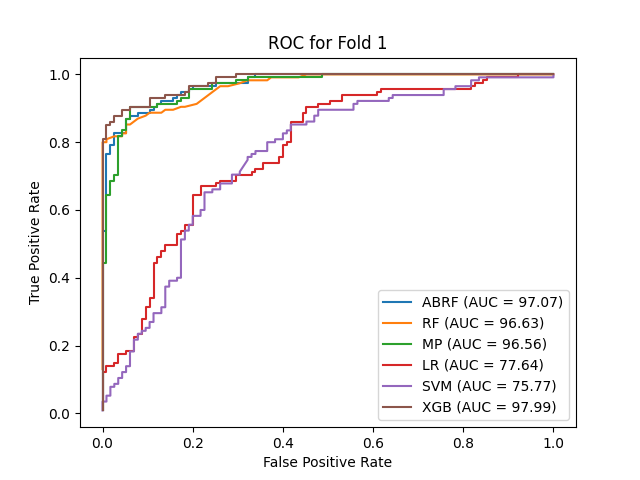 ROC for Fold 1
True Positive Rate
1.0
0.8
0.6
0.4
0.2
0.0
ABRF (AUC = 97.07)
RF (AUC = 96.63)
MP (AUC = 96.56)
LR (AUC = 77.64)
SVM (AUC = 75.77)
XGB (AUC = 97.99)
0.0 0.2 0.4 0.6 0.8 1.0
False Positive Rate